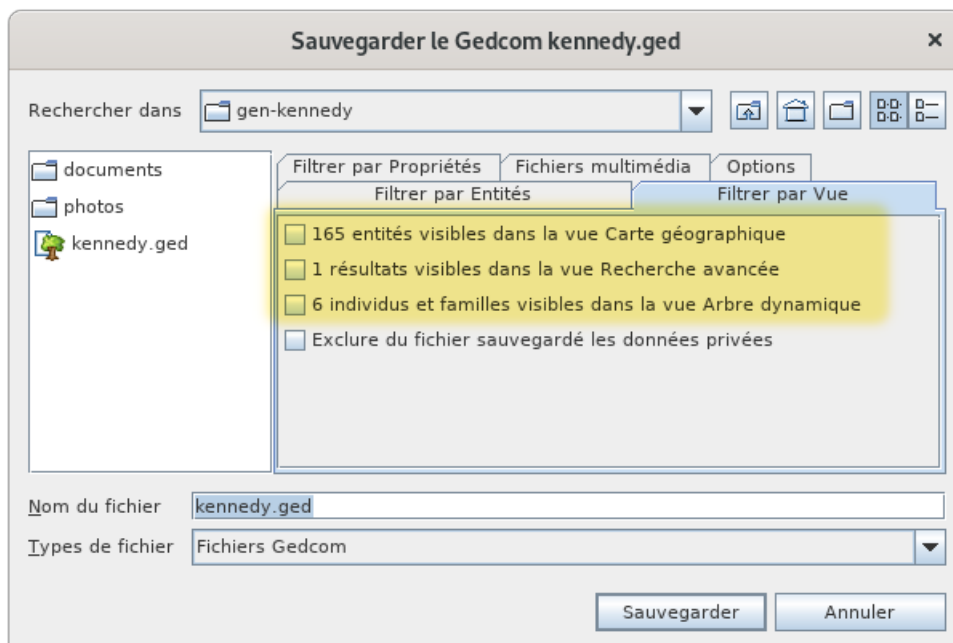 Sauvegarder le Gedcom kennedy.ged
Rechercher dans gen-kennedy
documents
photos
kennedy.ged
Filtrer par Propriétés Fichiers multimédia Options
Filtrer par Entités Filtrer par Vue
165 entités visibles dans la vue Carte géographique
1 résultats visibles dans la vue Recherche avancée
6 individus et familles visibles dans la vue Arbre dynamique
Exclure du fichier sauvegardé les données privées
Nom du fichier kennedy.ged
Types de fichier Fichiers Gedcom
Sauvegarder Annuler